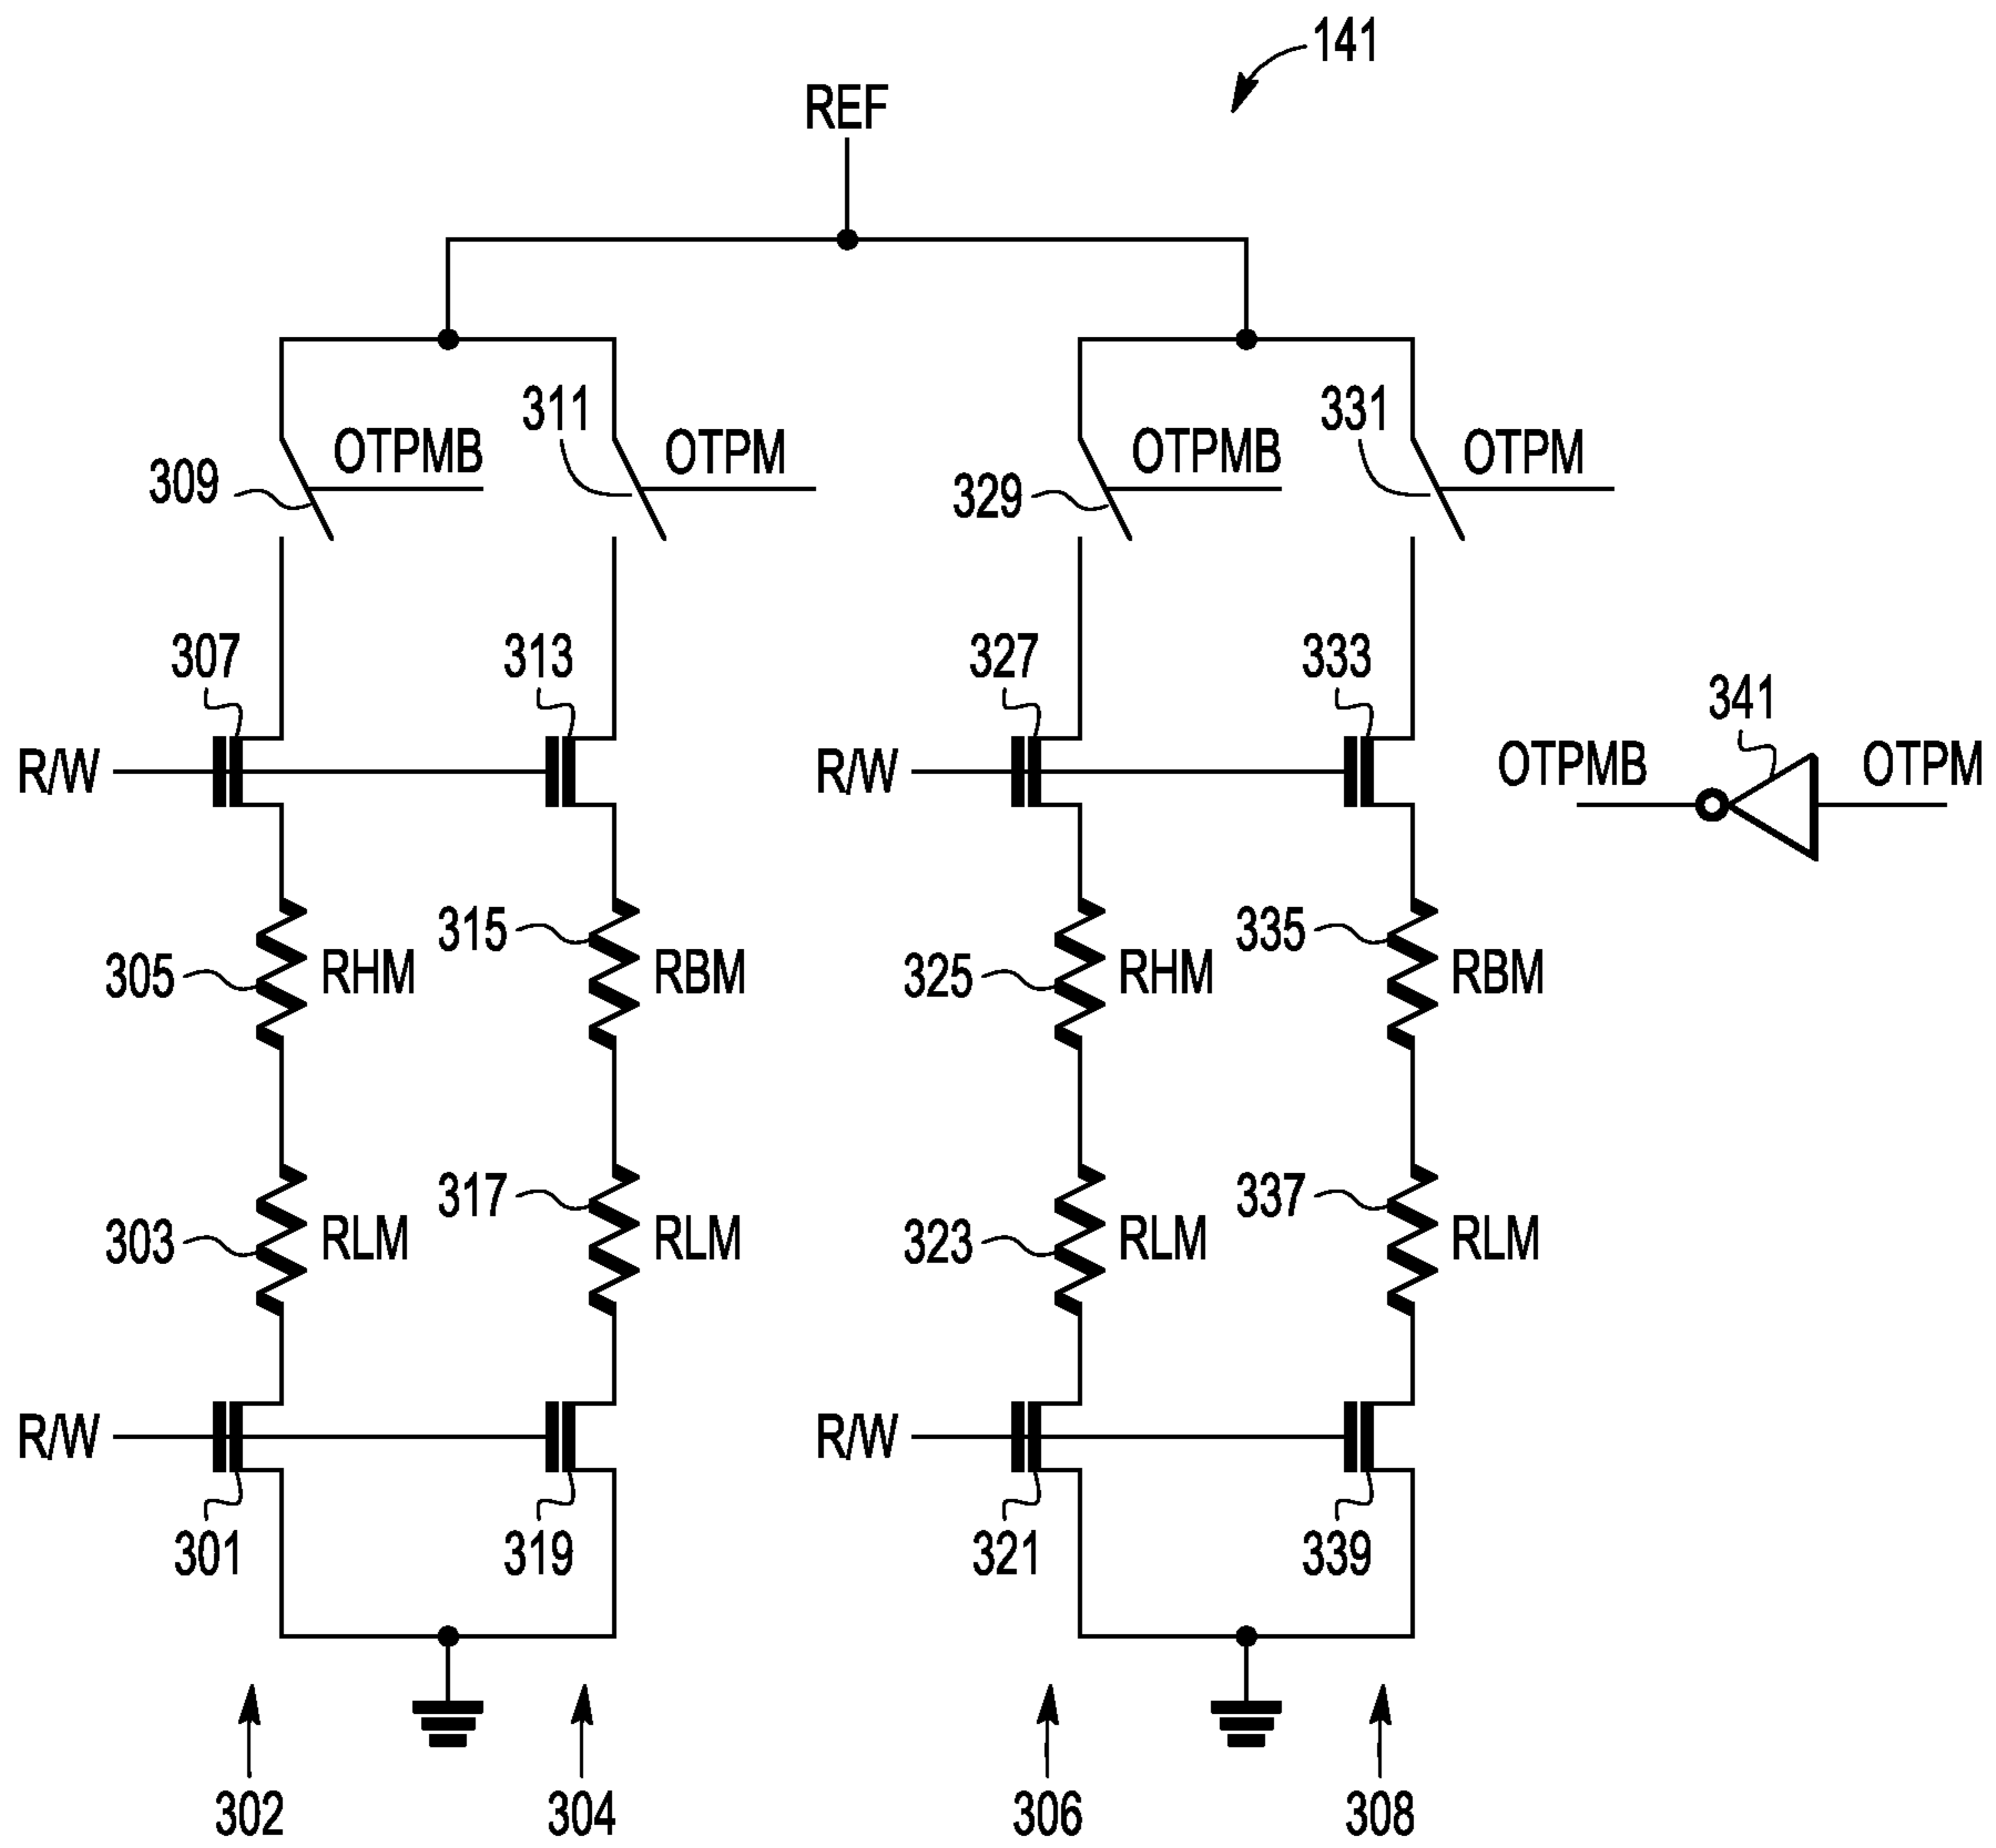 141
REF
311
331
OTPMB
OTPM
OTPMB
OTPM
309
329
307
313
327
333
341
R/W
R/W
OTPMB
OTPM
315
335
305
RHM
RBM
325
RHM
RBM
317
337
303
RLM
RLM
323
RLM
RLM
R/W
R/W
301
319
321
339
302
304
306
308